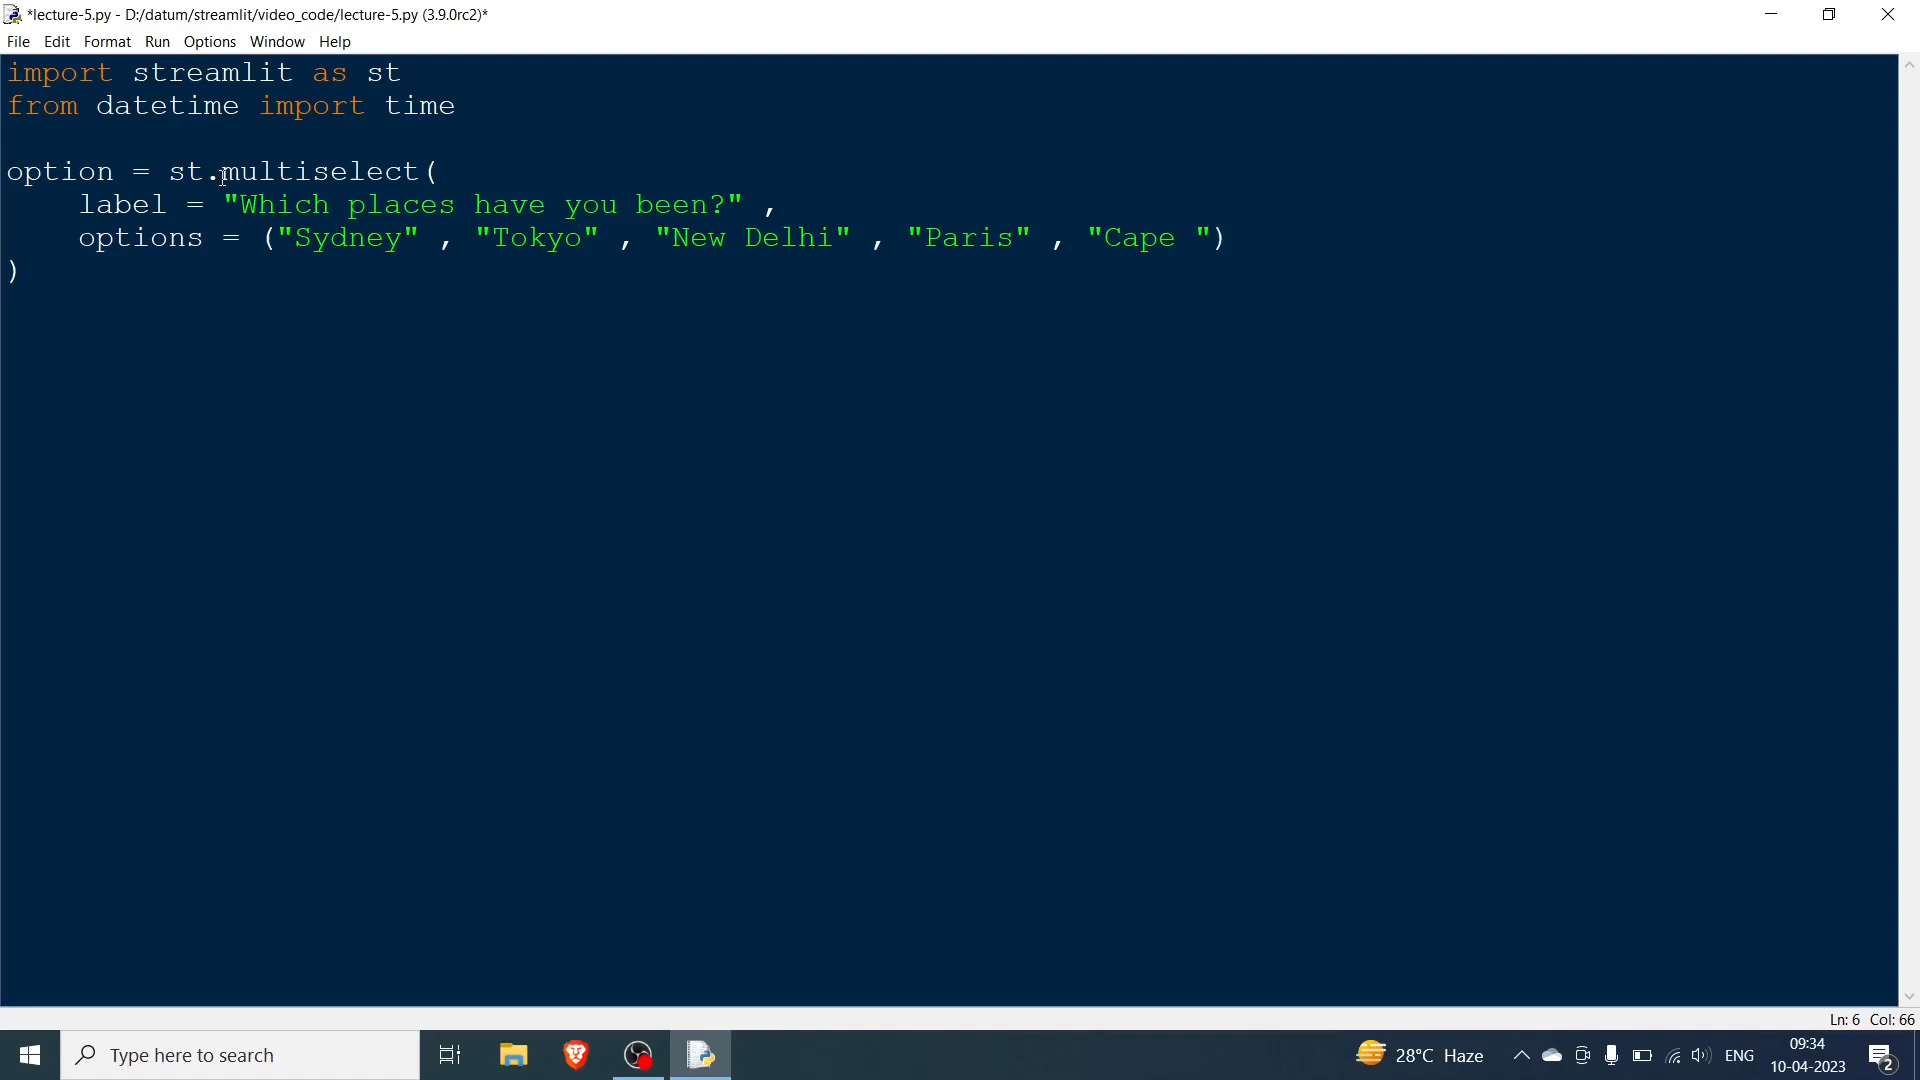 *lecture-5.py - D:/datum/streamlit/video_code/lecture-5.py (3.9.0rc2)*
File Edit Format Run Options Window Help
import streamlit as st
from datetime import time
option = st.multiselect(
    label = "Which places have you been?" ,
    options = ("Sydney" , "Tokyo" , "New Delhi" , "Paris" , "Cape ")
)
Ln: 6 Col: 66
Type here to search
28°C Haze
ENG
09:34
10-04-2023
2